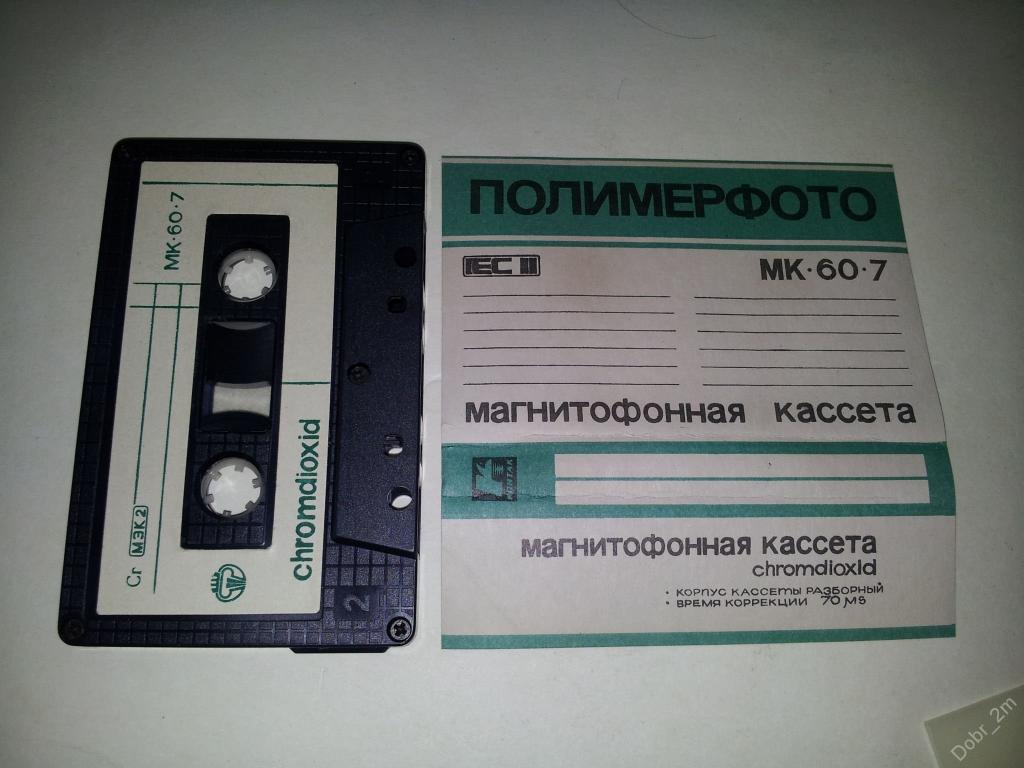 МК·60·7
Cr МЭК2
chromdioxid
2
ПОЛИМЕРФОТО
IEC II
МК·60·7
магнитофонная кассета
КОНТАКТ
магнитофонная кассета
chromdioxid
• корпус кассеты разборный
• время коррекции 70 μs
Dobr_2m